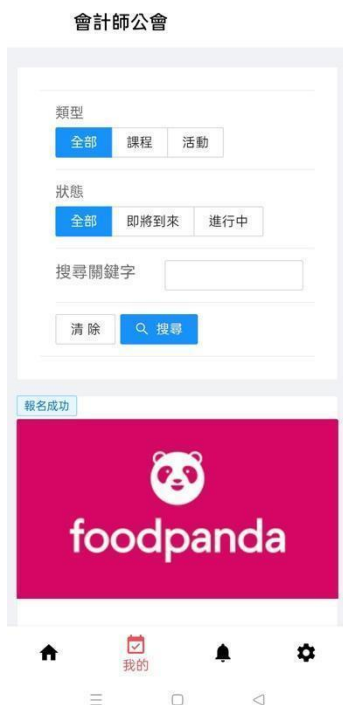 會計師公會
類型
全部 課程 活動
狀態
全部 即將到來 進行中
搜尋關鍵字
清除 搜尋
報名成功
foodpanda
我的